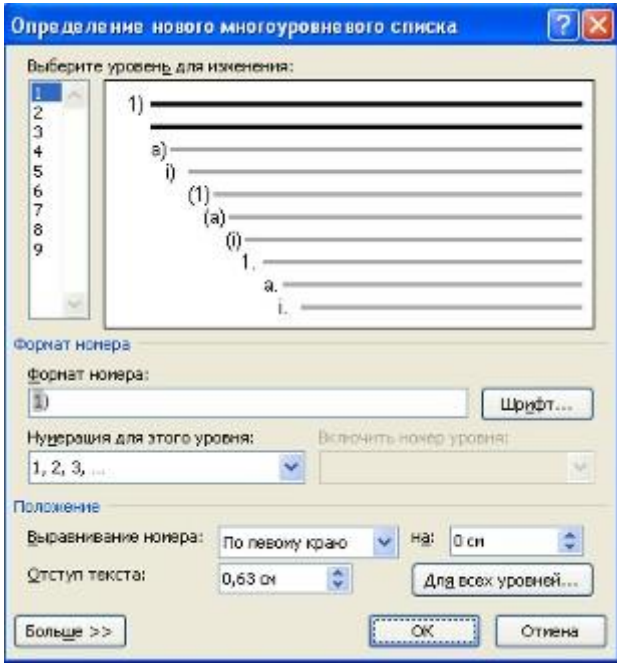 Определение нового многоуровневого списка
Выберите уровень для изменения:
1
2
3
4
5
6
7
8
9
1)
a)
i)
(1)
(a)
(i)
1.
a.
i.
Формат номера
Формат номера:
1)
Шрифт...
Нумерация для этого уровня:
Включить номер уровня:
1, 2, 3, ...
Положение
Выравнивание номера:
По левому краю
на:
0 см
Отступ текста:
0,63 см
Для всех уровней...
Больше >>
ОК
Отмена